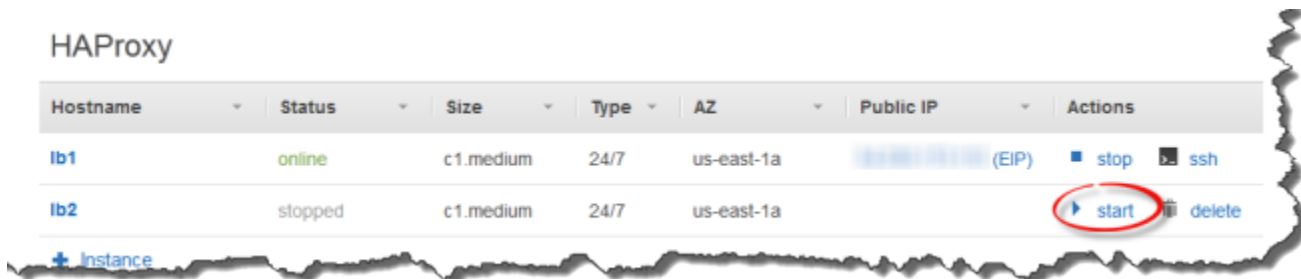 HAProxy
Hostname Status Size Type AZ Public IP Actions
lb1 online c1.medium 24/7 us-east-1a (EIP) stop ssh
lb2 stopped c1.medium 24/7 us-east-1a start delete
Instance